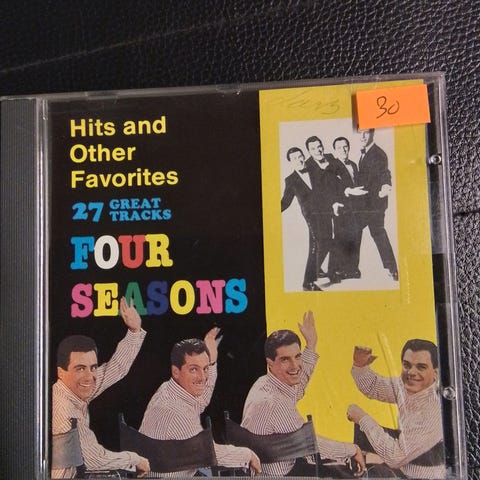 30
Hits and
Other
Favorites
27 GREAT
TRACKS
FOUR
SEASONS